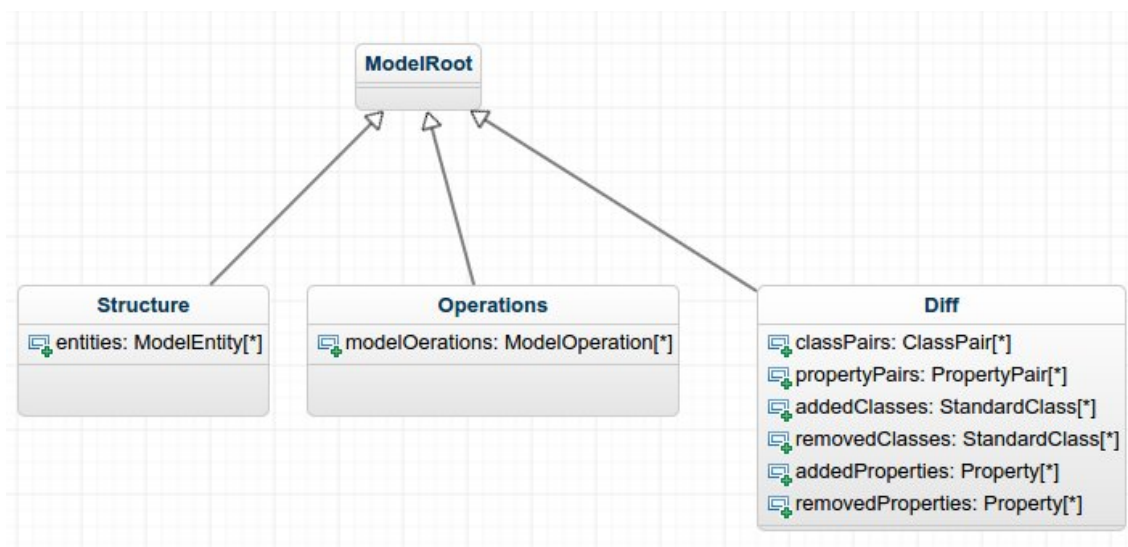 ModelRoot
Structure
entities: ModelEntity[*]
Operations
modelOerations: ModelOperation[*]
Diff
classPairs: ClassPair[*]
propertyPairs: PropertyPair[*]
addedClasses: StandardClass[*]
removedClasses: StandardClass[*]
addedProperties: Property[*]
removedProperties: Property[*]